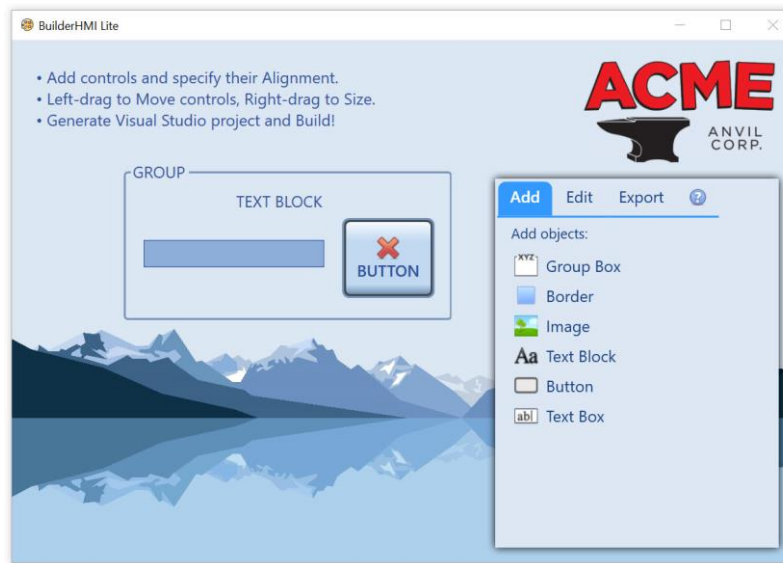 BuilderHMI Lite
• Add controls and specify their Alignment.
• Left-drag to Move controls, Right-drag to Size.
• Generate Visual Studio project and Build!
ACME
ANVIL
CORP.
GROUP
TEXT BLOCK
BUTTON
Add Edit Export ?
Add objects:
XYZ Group Box
Border
Image
Aa Text Block
Button
ab Text Box